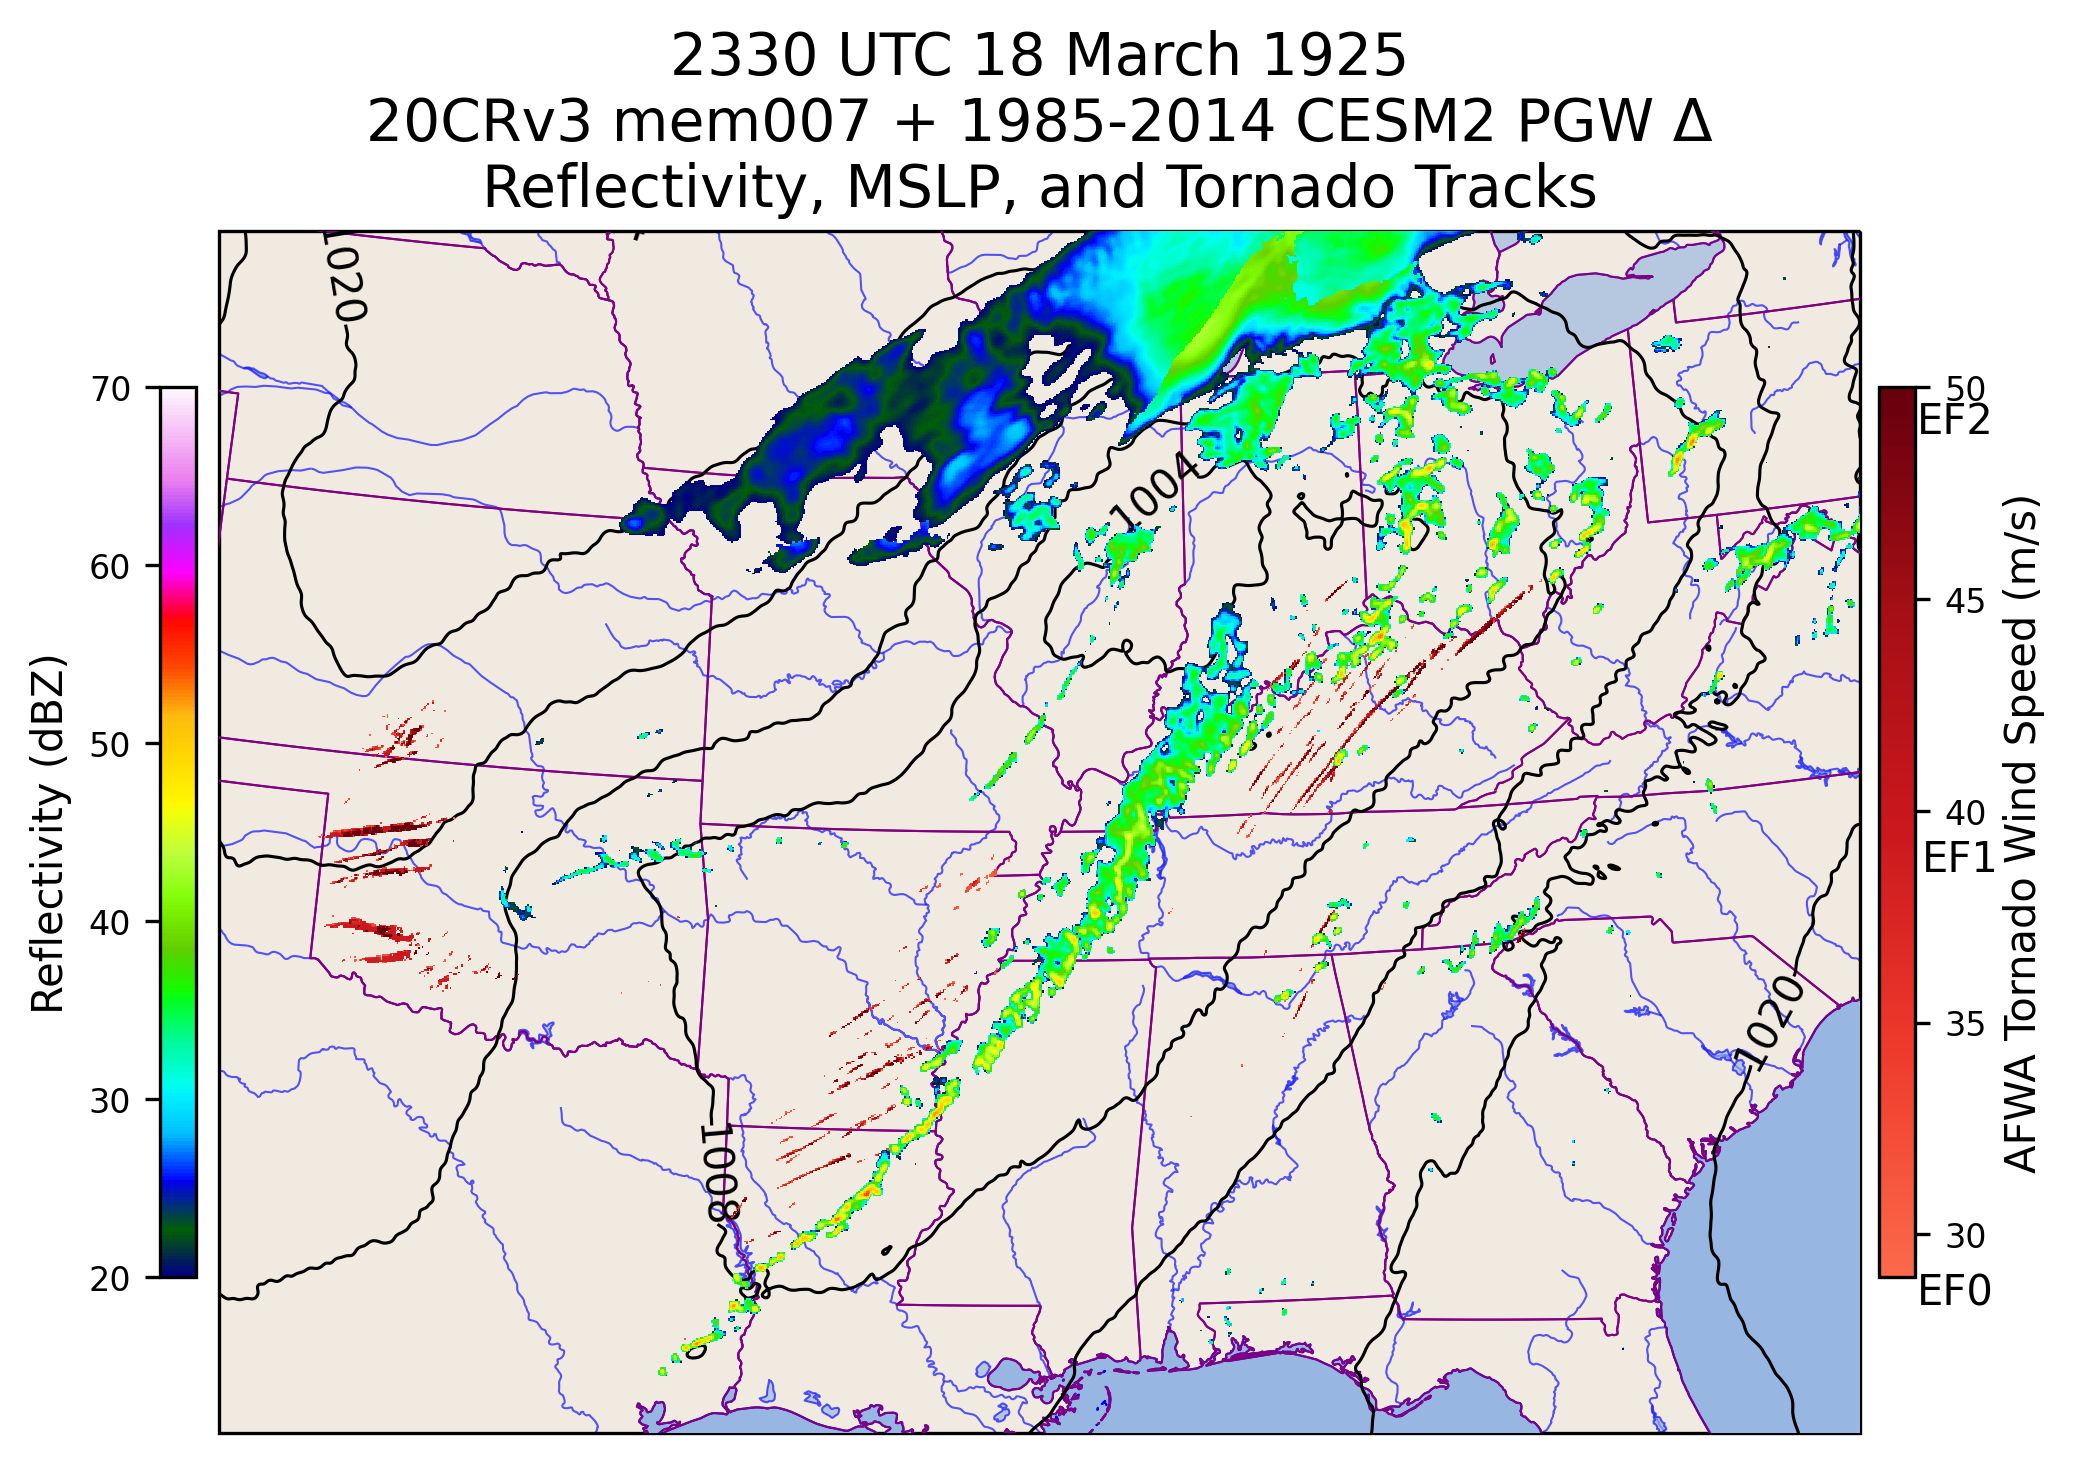 2330 UTC 18 March 1925
20CRv3 mem007 + 1985-2014 CESM2 PGW Δ
Reflectivity, MSLP, and Tornado Tracks
1020
1004
1020
1008
70
60
50
40
30
20
Reflectivity (dBZ)
50
EF2
45
40
EF1
35
30
EF0
AFWA Tornado Wind Speed (m/s)